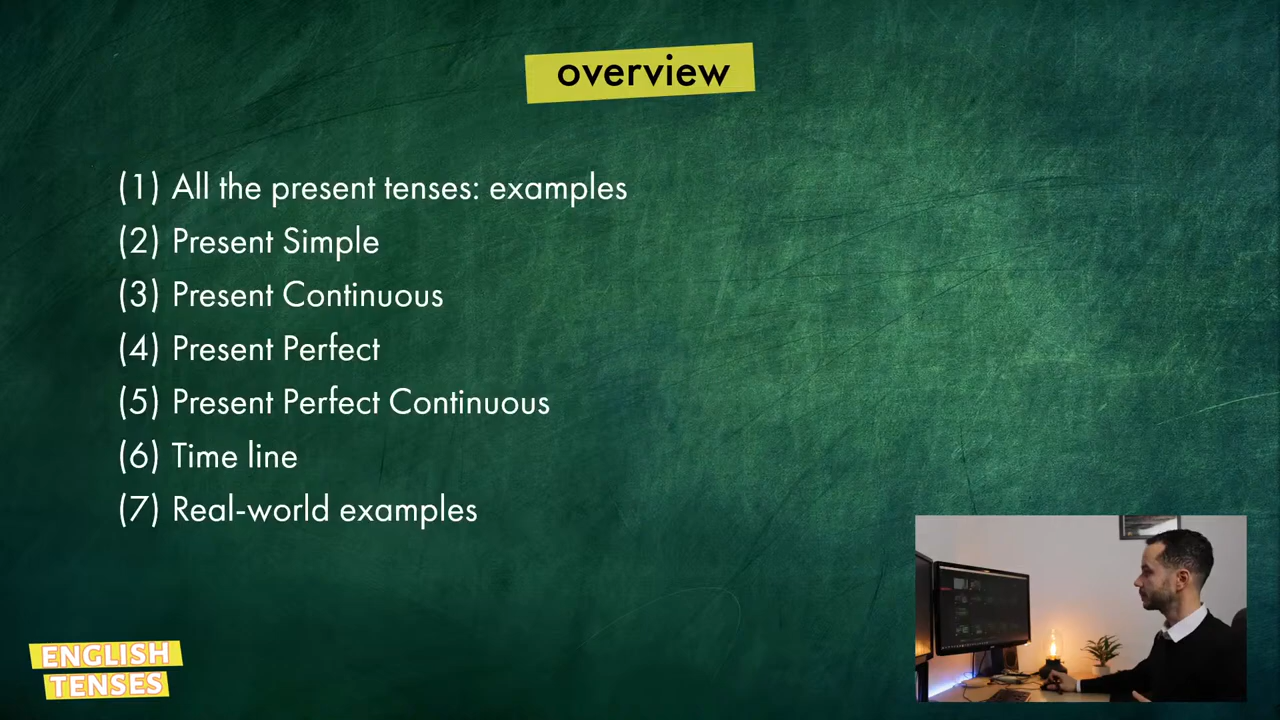 overview
(1) All the present tenses: examples
(2) Present Simple
(3) Present Continuous
(4) Present Perfect
(5) Present Perfect Continuous
(6) Time line
(7) Real-world examples
ENGLISH
TENSES